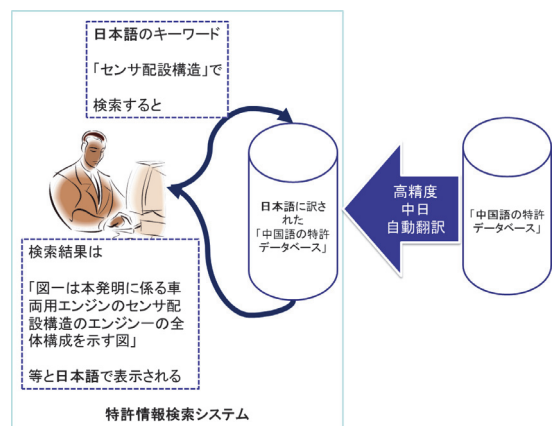 日本語のキーワード
「センサ配設構造」で
検索すると
日本語に訳さ
れた
「中国語の特許
データベース」
高精度
中日
自動翻訳
「中国語の特許
データベース」
検索結果は
「図一は本発明に係る車
両用エンジンのセンサ配
設構造のエンジン一の全
体構成を示す図」
等と日本語で表示される
特許情報検索システム